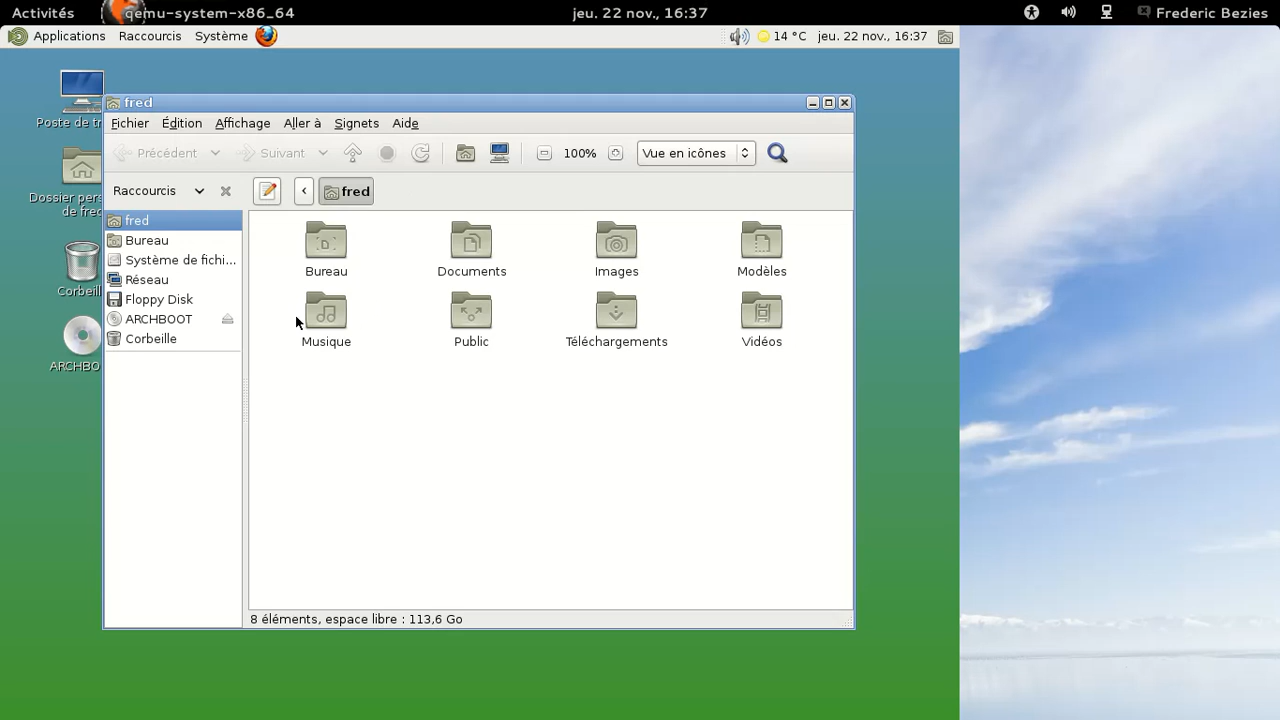 Activités qemu-system-x86_64 jeu. 22 nov., 16:37 Frederic Bezies
Applications Raccourcis Système 14 °C jeu. 22 nov., 16:37
Poste de tr
Dossier pers
de fred
Corbeill
ARCHBO
fred
Fichier Édition Affichage Aller à Signets Aide
Précédent Suivant 100% Vue en icônes
Raccourcis fred
fred
Bureau
Système de fichi...
Réseau
Floppy Disk
ARCHBOOT
Corbeille
Bureau Documents Images Modèles
Musique Public Téléchargements Vidéos
8 éléments, espace libre : 113,6 Go